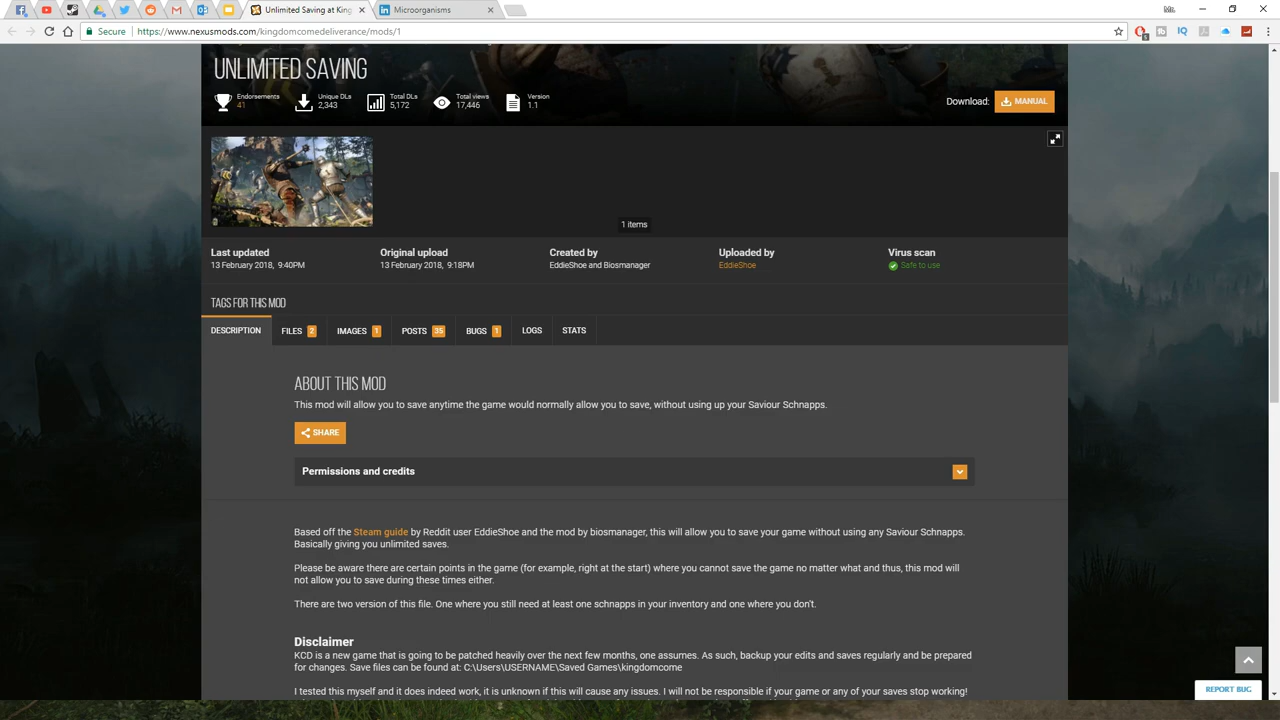 Unlimited Saving at King
Microorganisms
Secure
https://www.nexusmods.com/kingdomcomedeliverance/mods/1
UNLIMITED SAVING
Endorsements
41
Unique DLs
2,343
Total DLs
5,172
Total views
17,446
Version
1.1
Download:
MANUAL
1 items
Last updated
13 February 2018, 9:40PM
Original upload
13 February 2018, 9:18PM
Created by
EddieShoe and Biosmanager
Uploaded by
EddieShoe
Virus scan
Safe to use
TAGS FOR THIS MOD
DESCRIPTION
FILES 2
IMAGES 1
POSTS 35
BUGS 1
LOGS
STATS
ABOUT THIS MOD
This mod will allow you to save anytime the game would normally allow you to save, without using up your Saviour Schnapps.
SHARE
Permissions and credits
Based off the Steam guide by Reddit user EddieShoe and the mod by biosmanager, this will allow you to save your game without using any Saviour Schnapps.
Basically giving you unlimited saves.
Please be aware there are certain points in the game (for example, right at the start) where you cannot save the game no matter what and thus, this mod will
not allow you to save during these times either.
There are two version of this file. One where you still need at least one schnapps in your inventory and one where you don't.
Disclaimer
KCD is a new game that is going to be patched heavily over the next few months, one assumes. As such, backup your edits and saves regularly and be prepared
for changes. Save files can be found at: C:\Users\USERNAME\Saved Games\kingdomcome
I tested this myself and it does indeed work, it is unknown if this will cause any issues. I will not be responsible if your game or any of your saves stop working!
REPORT BUG